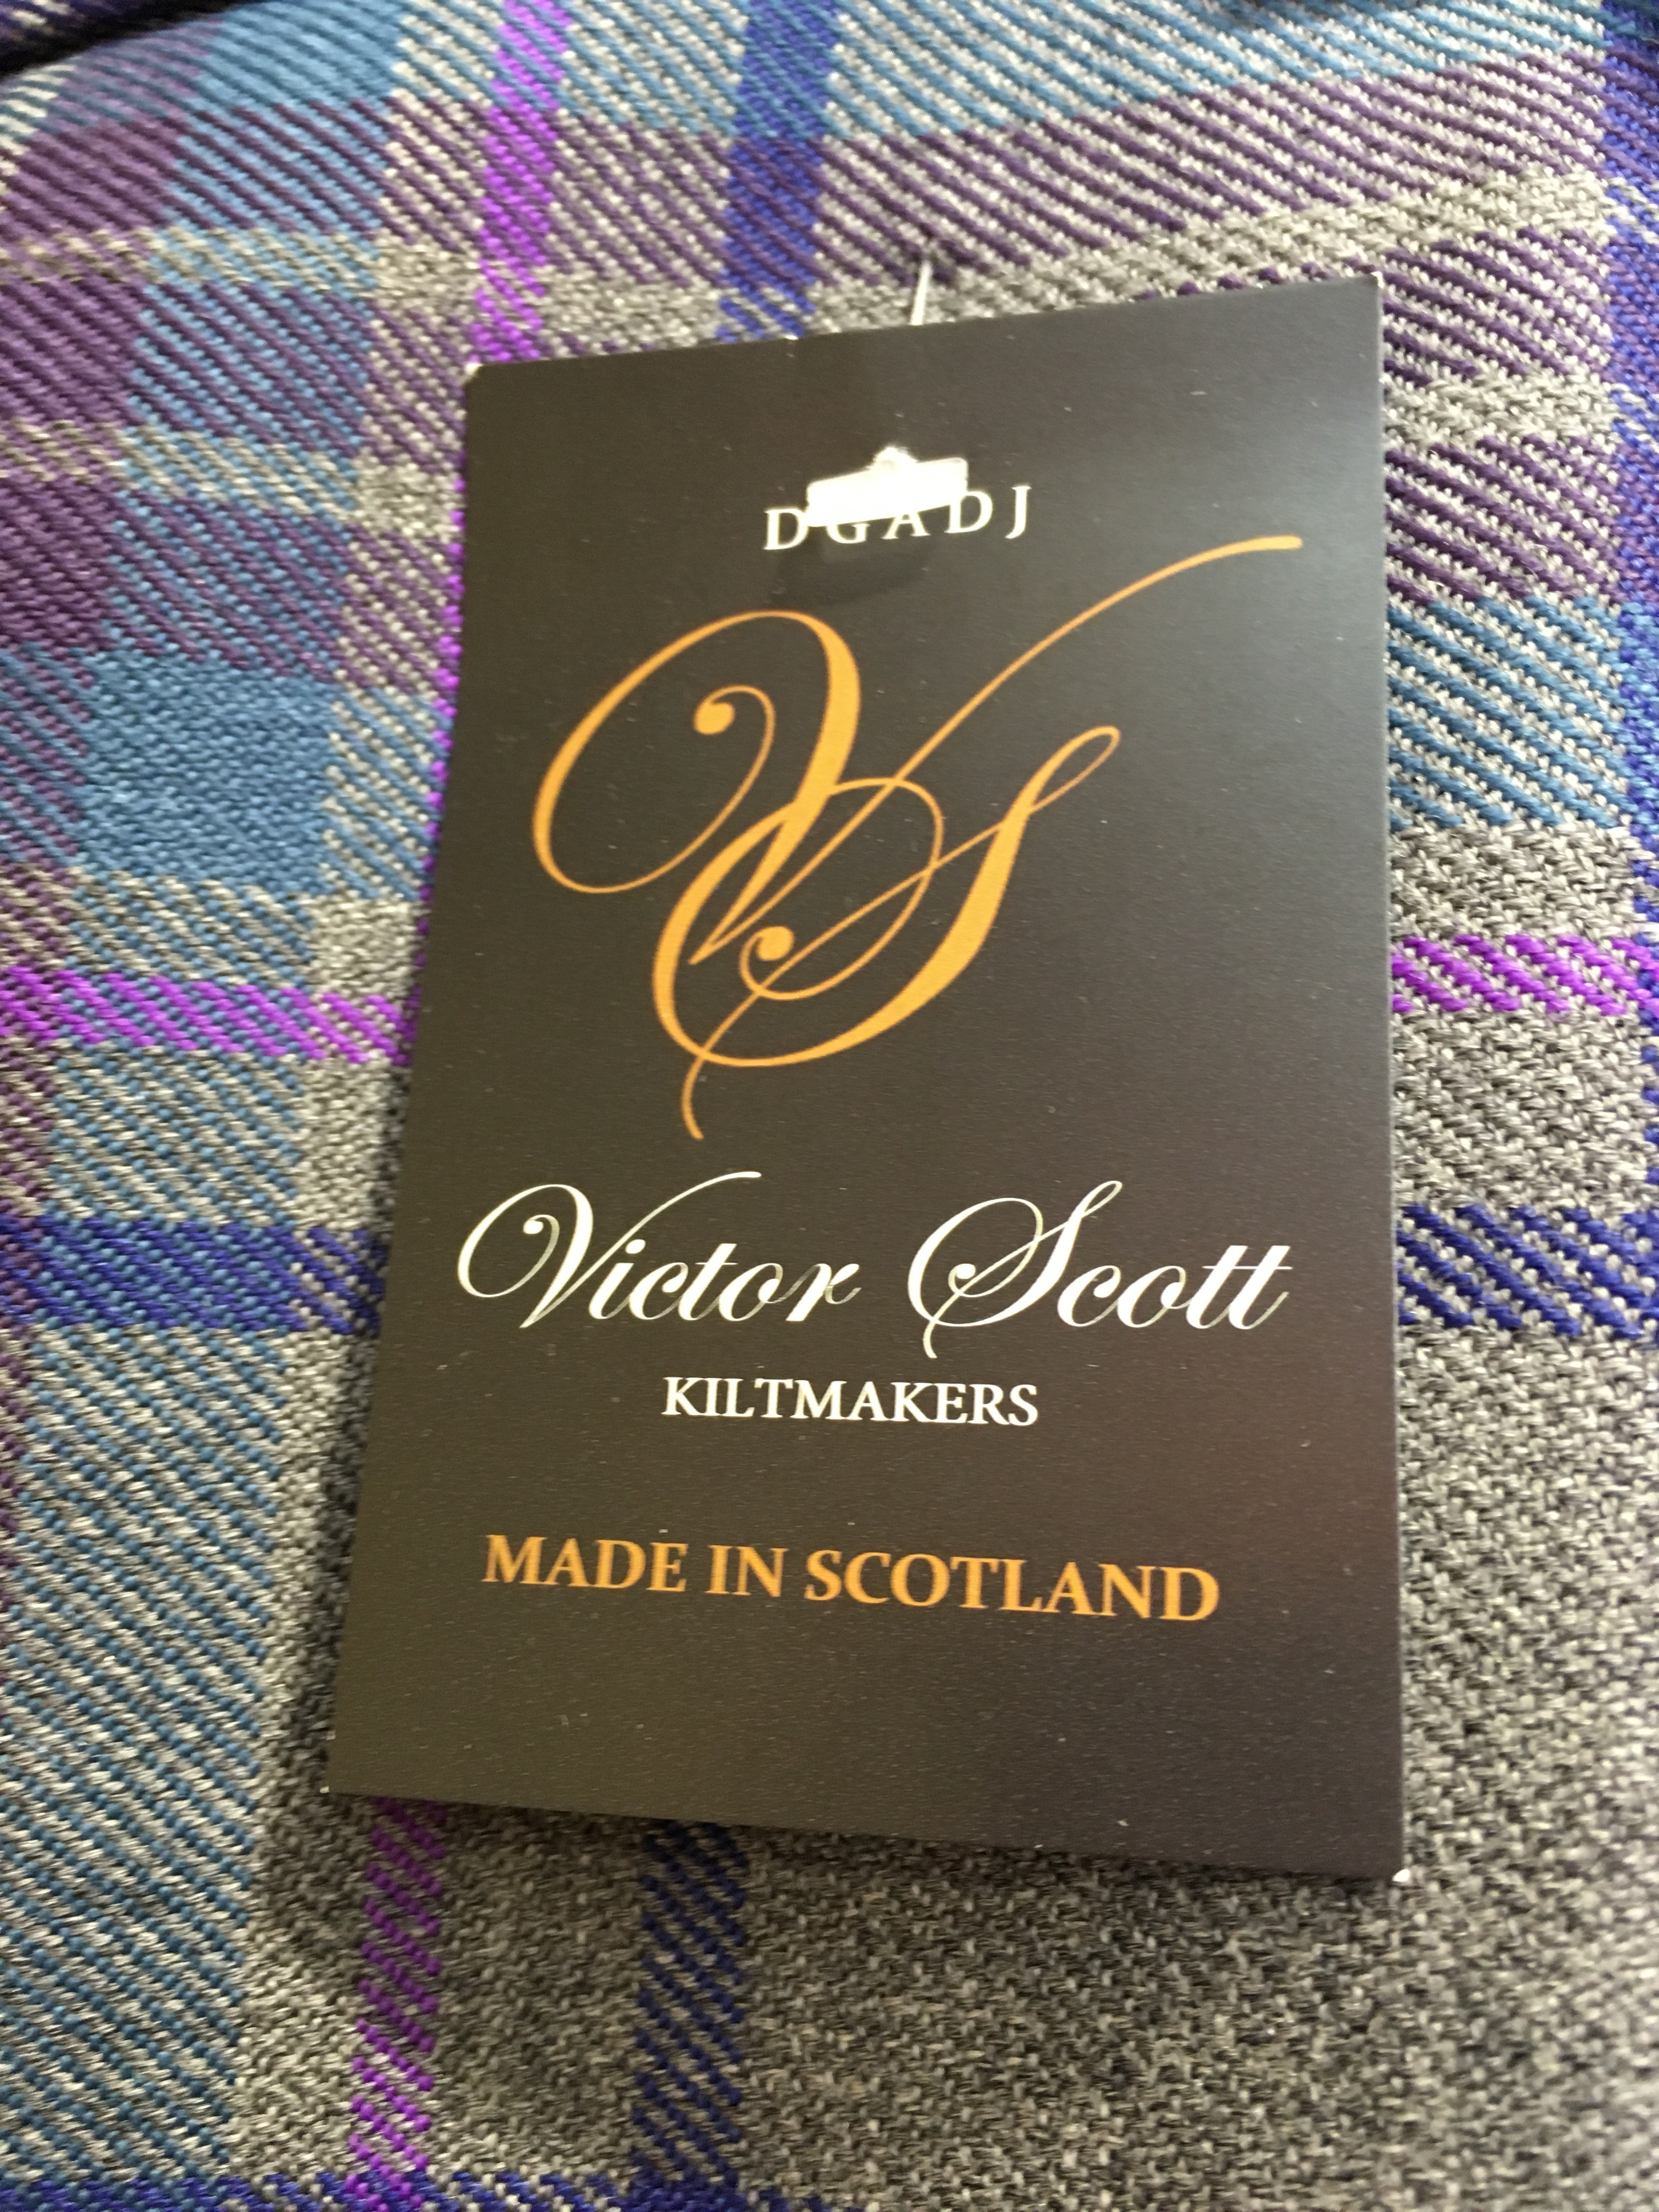 DGADJ
VS
Victor Scott
KILTMAKERS
MADE IN SCOTLAND